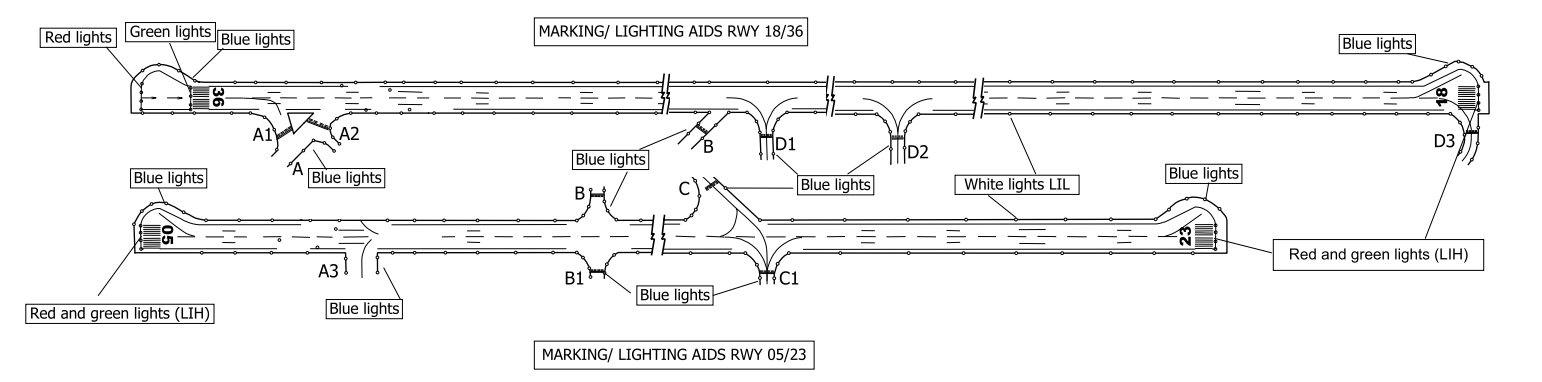 MARKING/ LIGHTING AIDS RWY 18/36
Red lights
Green lights
Blue lights
Blue lights
36
18
A1
A2
A
Blue lights
Blue lights
B
D1
D2
D3
Blue lights
White lights LIL
Red and green lights (LIH)
Blue lights
B
C
Blue lights
05
23
A3
B1
C1
Blue lights
Blue lights
Red and green lights (LIH)
MARKING/ LIGHTING AIDS RWY 05/23